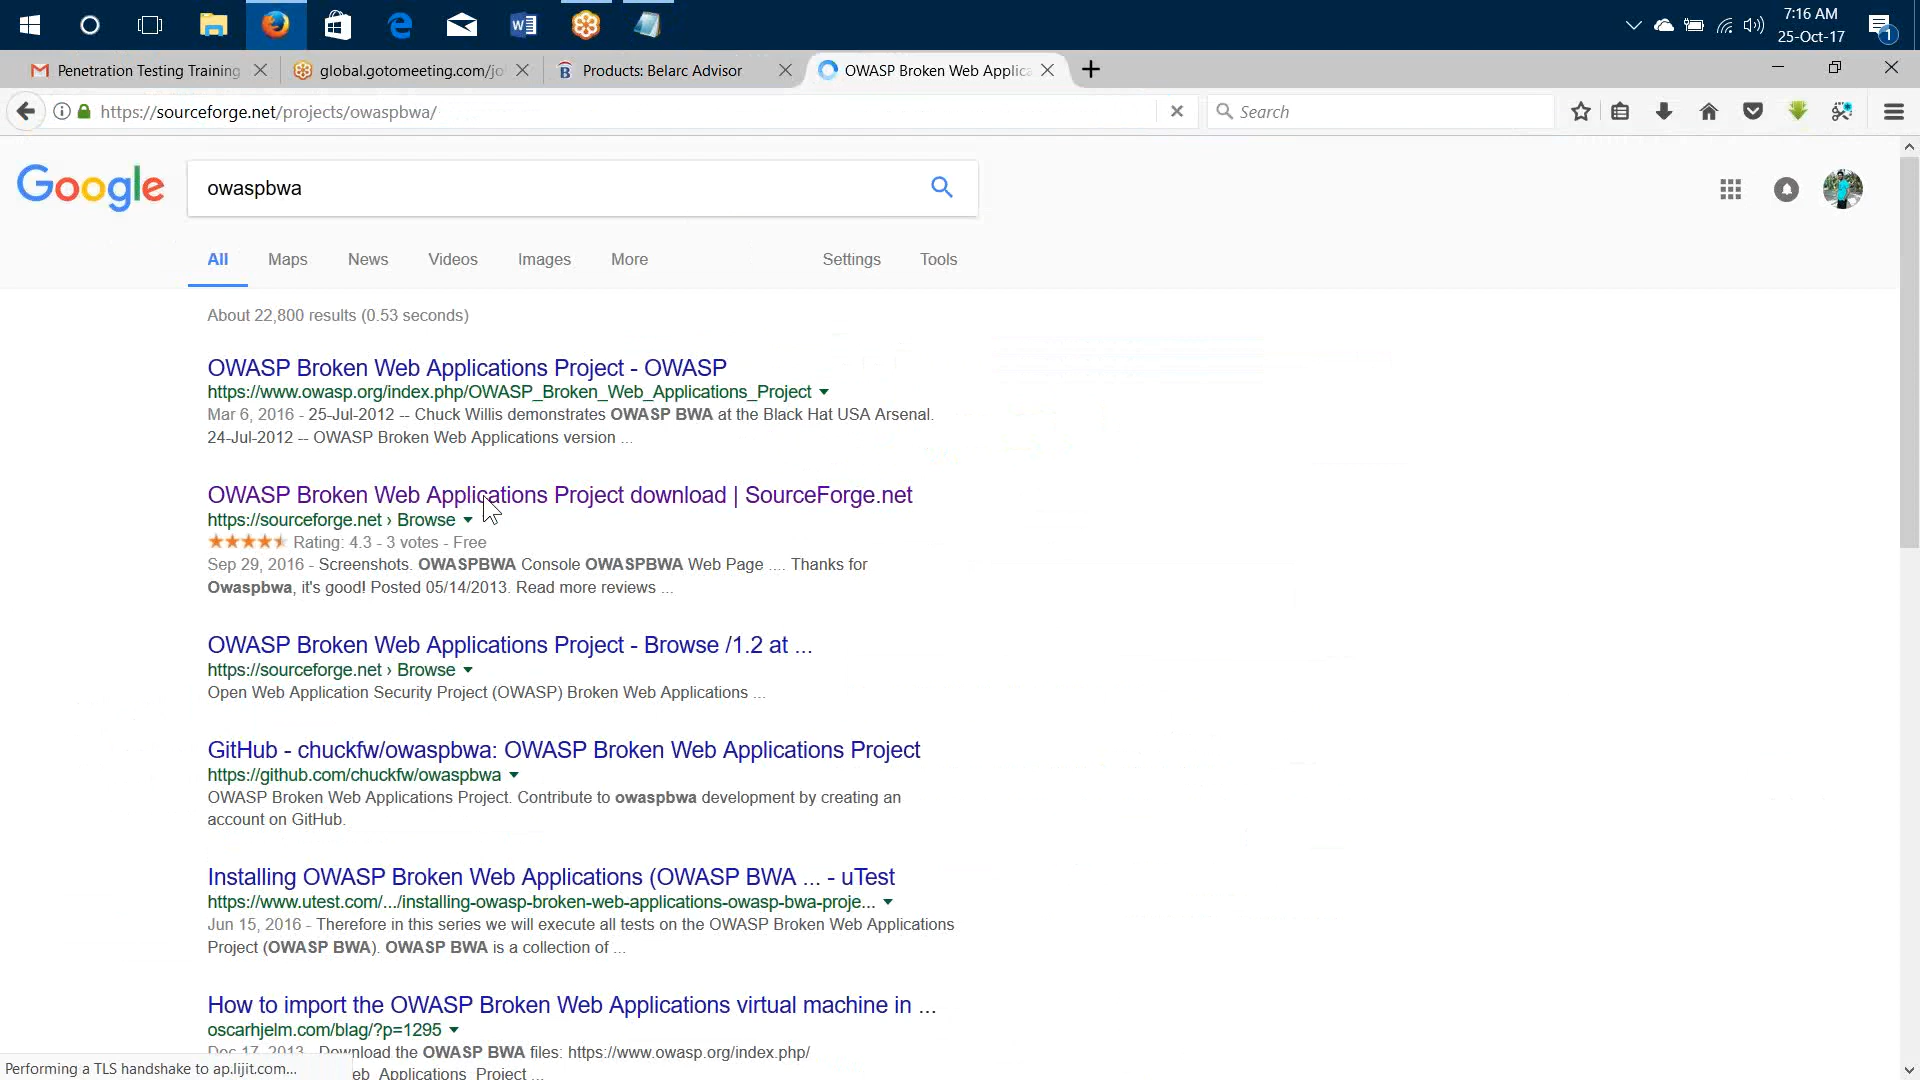 7:16 AM
25-Oct-17
1
Penetration Testing Training
global.gotomeeting.com/jo
Products: Belarc Advisor
OWASP Broken Web Applica
https://sourceforge.net/projects/owaspbwa/
Search
Google
owaspbwa
All Maps News Videos Images More Settings Tools
About 22,800 results (0.53 seconds)
OWASP Broken Web Applications Project - OWASP
https://www.owasp.org/index.php/OWASP_Broken_Web_Applications_Project
Mar 6, 2016 - 25-Jul-2012 -- Chuck Willis demonstrates OWASP BWA at the Black Hat USA Arsenal.
24-Jul-2012 -- OWASP Broken Web Applications version ...
OWASP Broken Web Applications Project download | SourceForge.net
https://sourceforge.net › Browse
Rating: 4.3 - 3 votes - Free
Sep 29, 2016 - Screenshots. OWASPBWA Console OWASPBWA Web Page .... Thanks for
Owaspbwa, it's good! Posted 05/14/2013. Read more reviews ...
OWASP Broken Web Applications Project - Browse /1.2 at ...
https://sourceforge.net › Browse
Open Web Application Security Project (OWASP) Broken Web Applications ...
GitHub - chuckfw/owaspbwa: OWASP Broken Web Applications Project
https://github.com/chuckfw/owaspbwa
OWASP Broken Web Applications Project. Contribute to owaspbwa development by creating an
account on GitHub.
Installing OWASP Broken Web Applications (OWASP BWA ... - uTest
https://www.utest.com/.../installing-owasp-broken-web-applications-owasp-bwa-proje...
Jun 15, 2016 - Therefore in this series we will execute all tests on the OWASP Broken Web Applications
Project (OWASP BWA). OWASP BWA is a collection of ...
How to import the OWASP Broken Web Applications virtual machine in ...
oscarhjelm.com/blag/?p=1295
Dec 17, 2013 - Download the OWASP BWA files: https://www.owasp.org/index.php/
eb_Applications_Project ...
Performing a TLS handshake to ap.lijit.com...